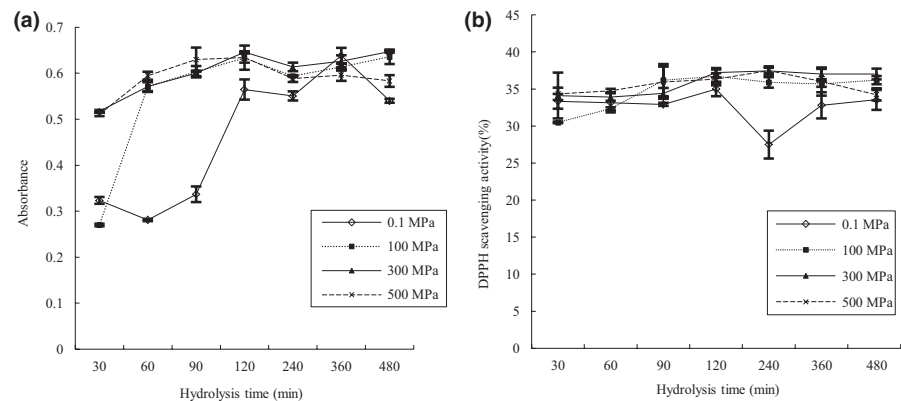 (a)
0.7
0.6
0.5
0.4
0.3
0.2
0.1
0
Absorbance
30 60 90 120 240 360 480
Hydrolysis time (min)
0.1 MPa
100 MPa
300 MPa
500 MPa
(b)
45
40
35
30
25
20
15
10
5
0
DPPH scavenging activity(%)
30 60 90 120 240 360 480
Hydrolysis time (min)
0.1 MPa
100 MPa
300 MPa
500 MPa